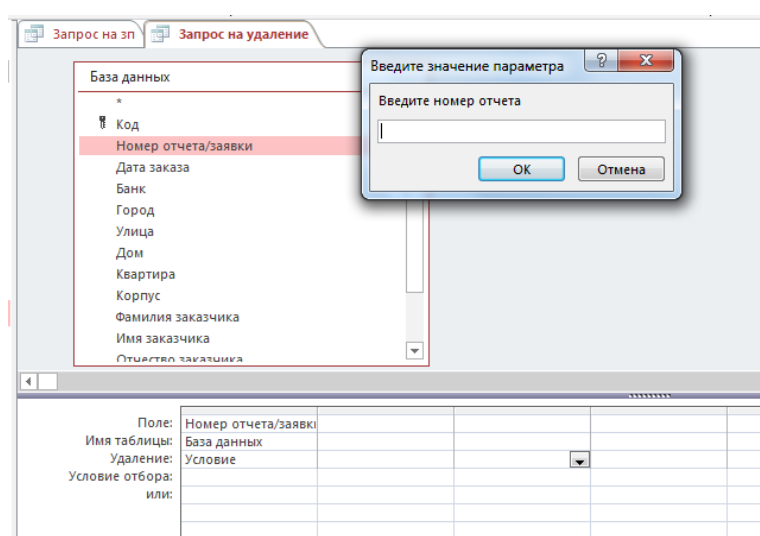 Запрос на зп
Запрос на удаление
Введите значение параметра
Введите номер отчета
ОК
Отмена
База данных
*
Код
Номер отчета/заявки
Дата заказа
Банк
Город
Улица
Дом
Квартира
Корпус
Фамилия заказчика
Имя заказчика
Отчество заказчика
Поле: Номер отчета/заявкі
Имя таблицы: База данных
Удаление: Условие
Условие отбора:
или: